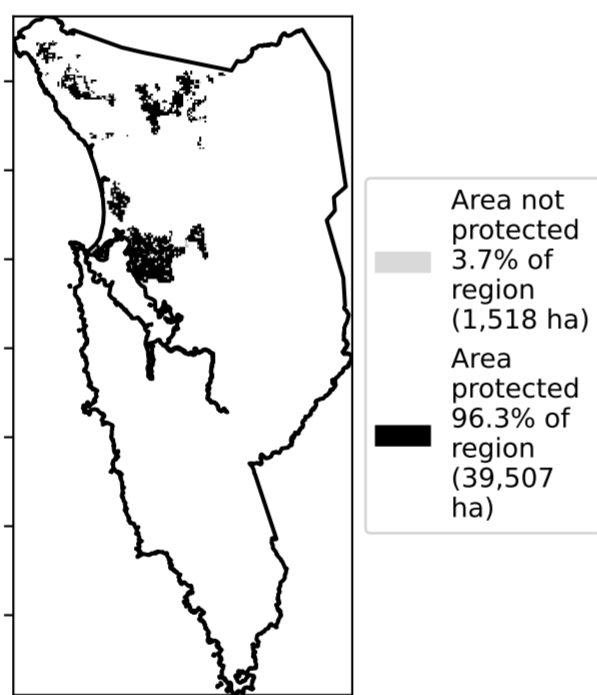 Area not
protected
3.7% of
region
(1,518 ha)
Area
protected
96.3% of
region
(39,507
ha)